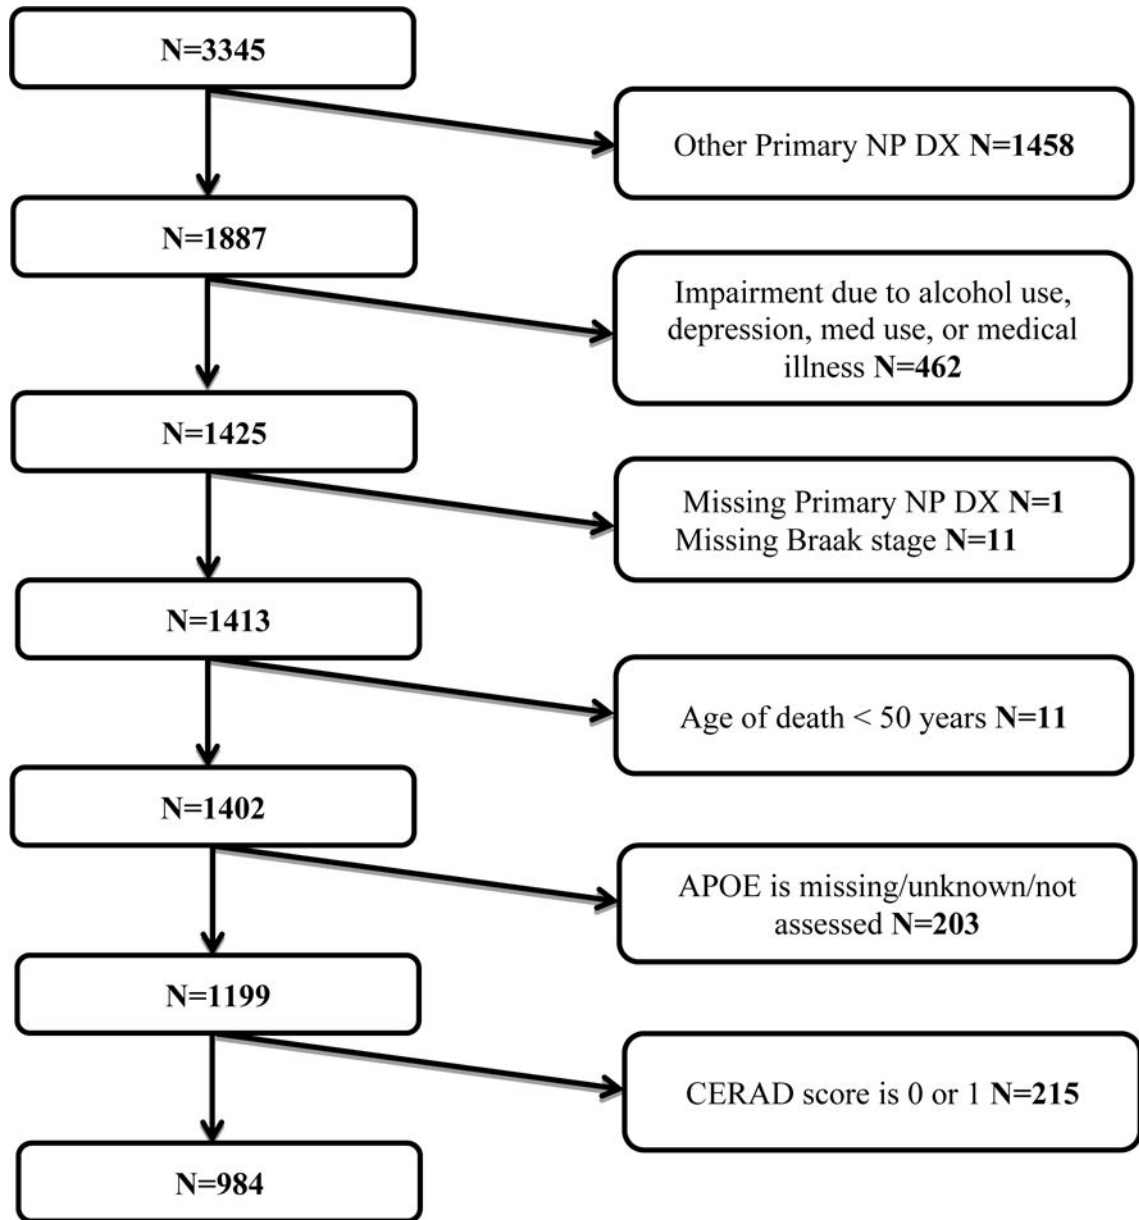 N=3345
Other Primary NP DX N=1458
N=1887
Impairment due to alcohol use,
depression, med use, or medical
illness N=462
N=1425
Missing Primary NP DX N=1
Missing Braak stage N=11
N=1413
Age of death < 50 years N=11
N=1402
APOE is missing/unknown/not
assessed N=203
N=1199
CERAD score is 0 or 1 N=215
N=984